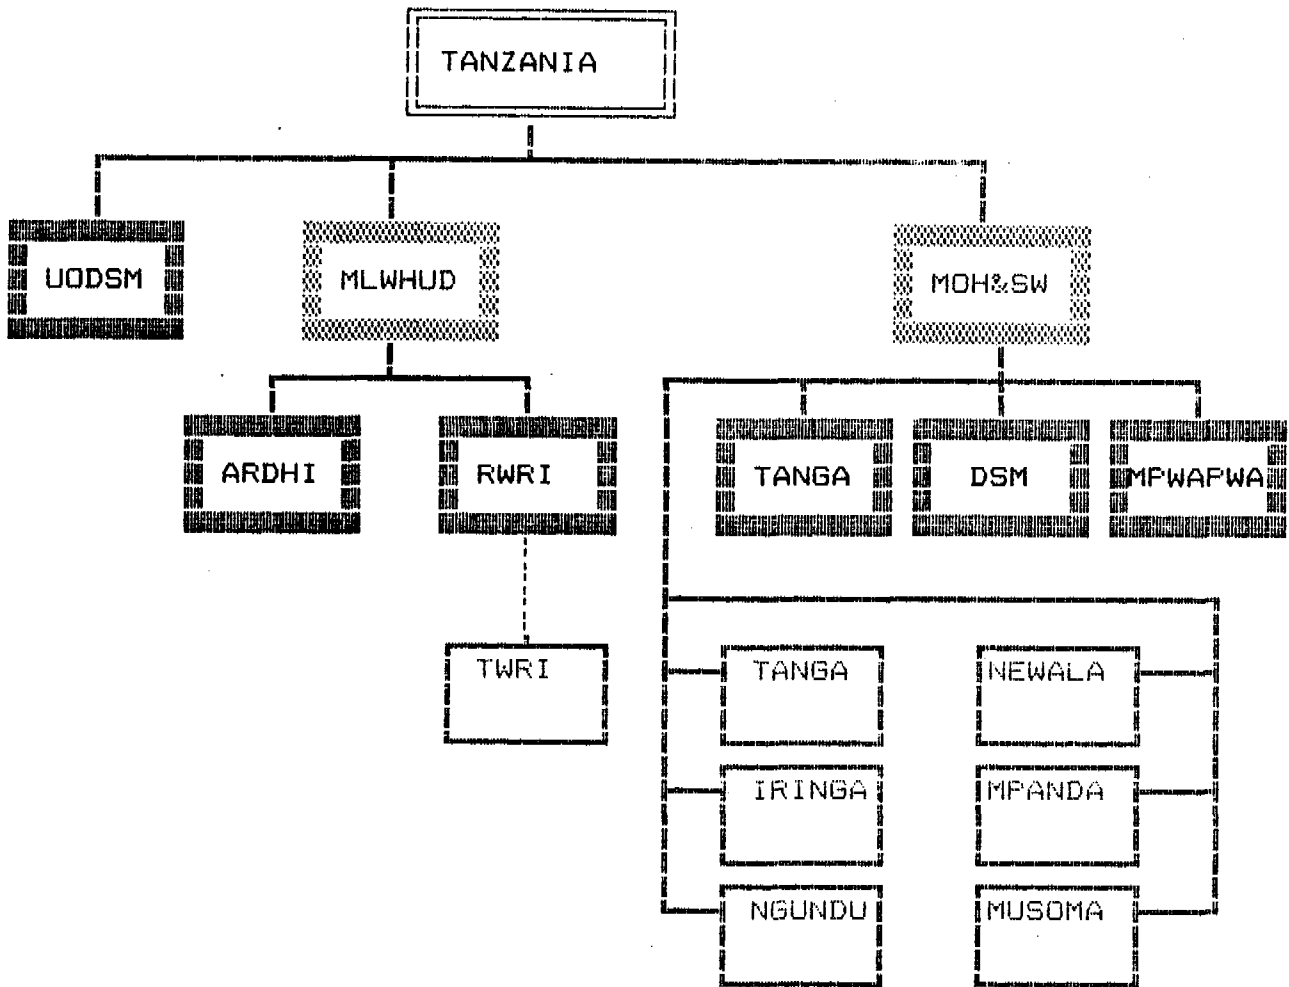 TANZANIA
UODSM
MLWHUD
MOH&SW
ARDHI
RWRI
TANGA
DSM
MPWAPWA
TWRI
TANGA
NEWALA
IRINGA
MPANDA
NGUNDU
MUSOMA